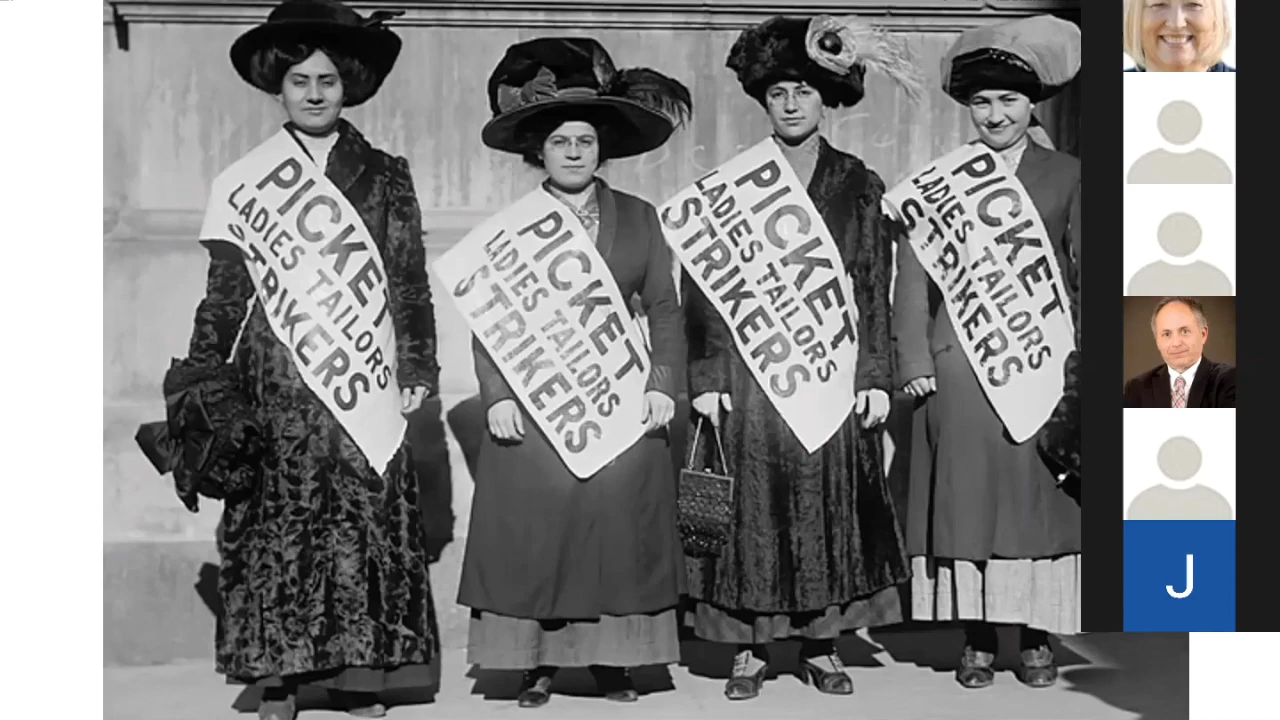 PICKET
LADIES TAILORS
STRIKERS
PICKET
LADIES TAILORS
STRIKERS
PICKET
LADIES TAILORS
STRIKERS
PICKET
LADIES TAILORS
STRIKERS
J